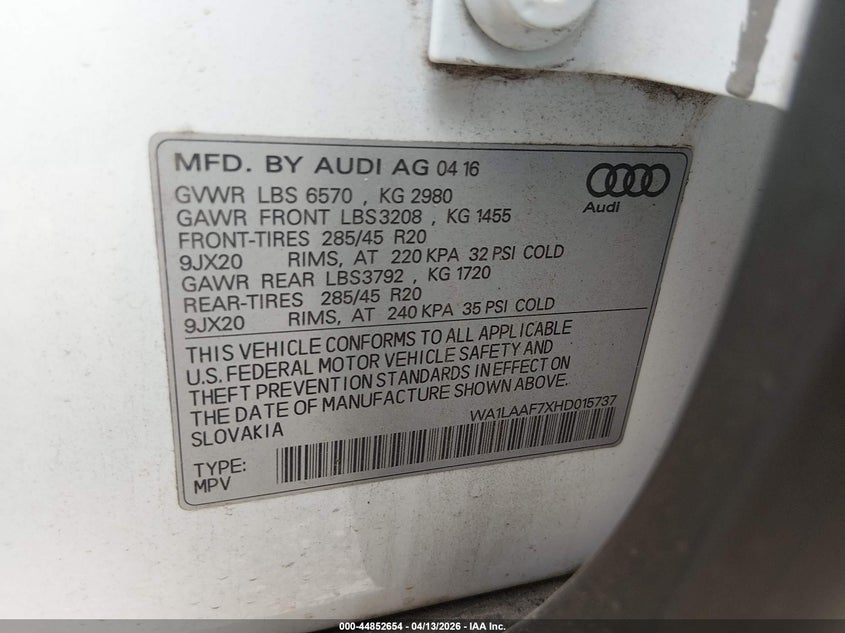 MFD. BY AUDI AG 04 16
Audi
GVWR LBS 6570 , KG 2980
GAWR FRONT LBS3208 , KG 1455
FRONT-TIRES 285/45 R20
9JX20 RIMS, AT 220 KPA 32 PSI COLD
GAWR REAR LBS3792 , KG 1720
REAR-TIRES 285/45 R20
9JX20 RIMS, AT 240 KPA 35 PSI COLD
THIS VEHICLE CONFORMS TO ALL APPLICABLE
U.S. FEDERAL MOTOR VEHICLE SAFETY AND
THEFT PREVENTION STANDARDS IN EFFECT ON
THE DATE OF MANUFACTURE SHOWN ABOVE.
SLOVAKIA
WA1LAAF7XHD015737
TYPE:
MPV
000-44852654 | 04/13/2026 | IAA Inc.